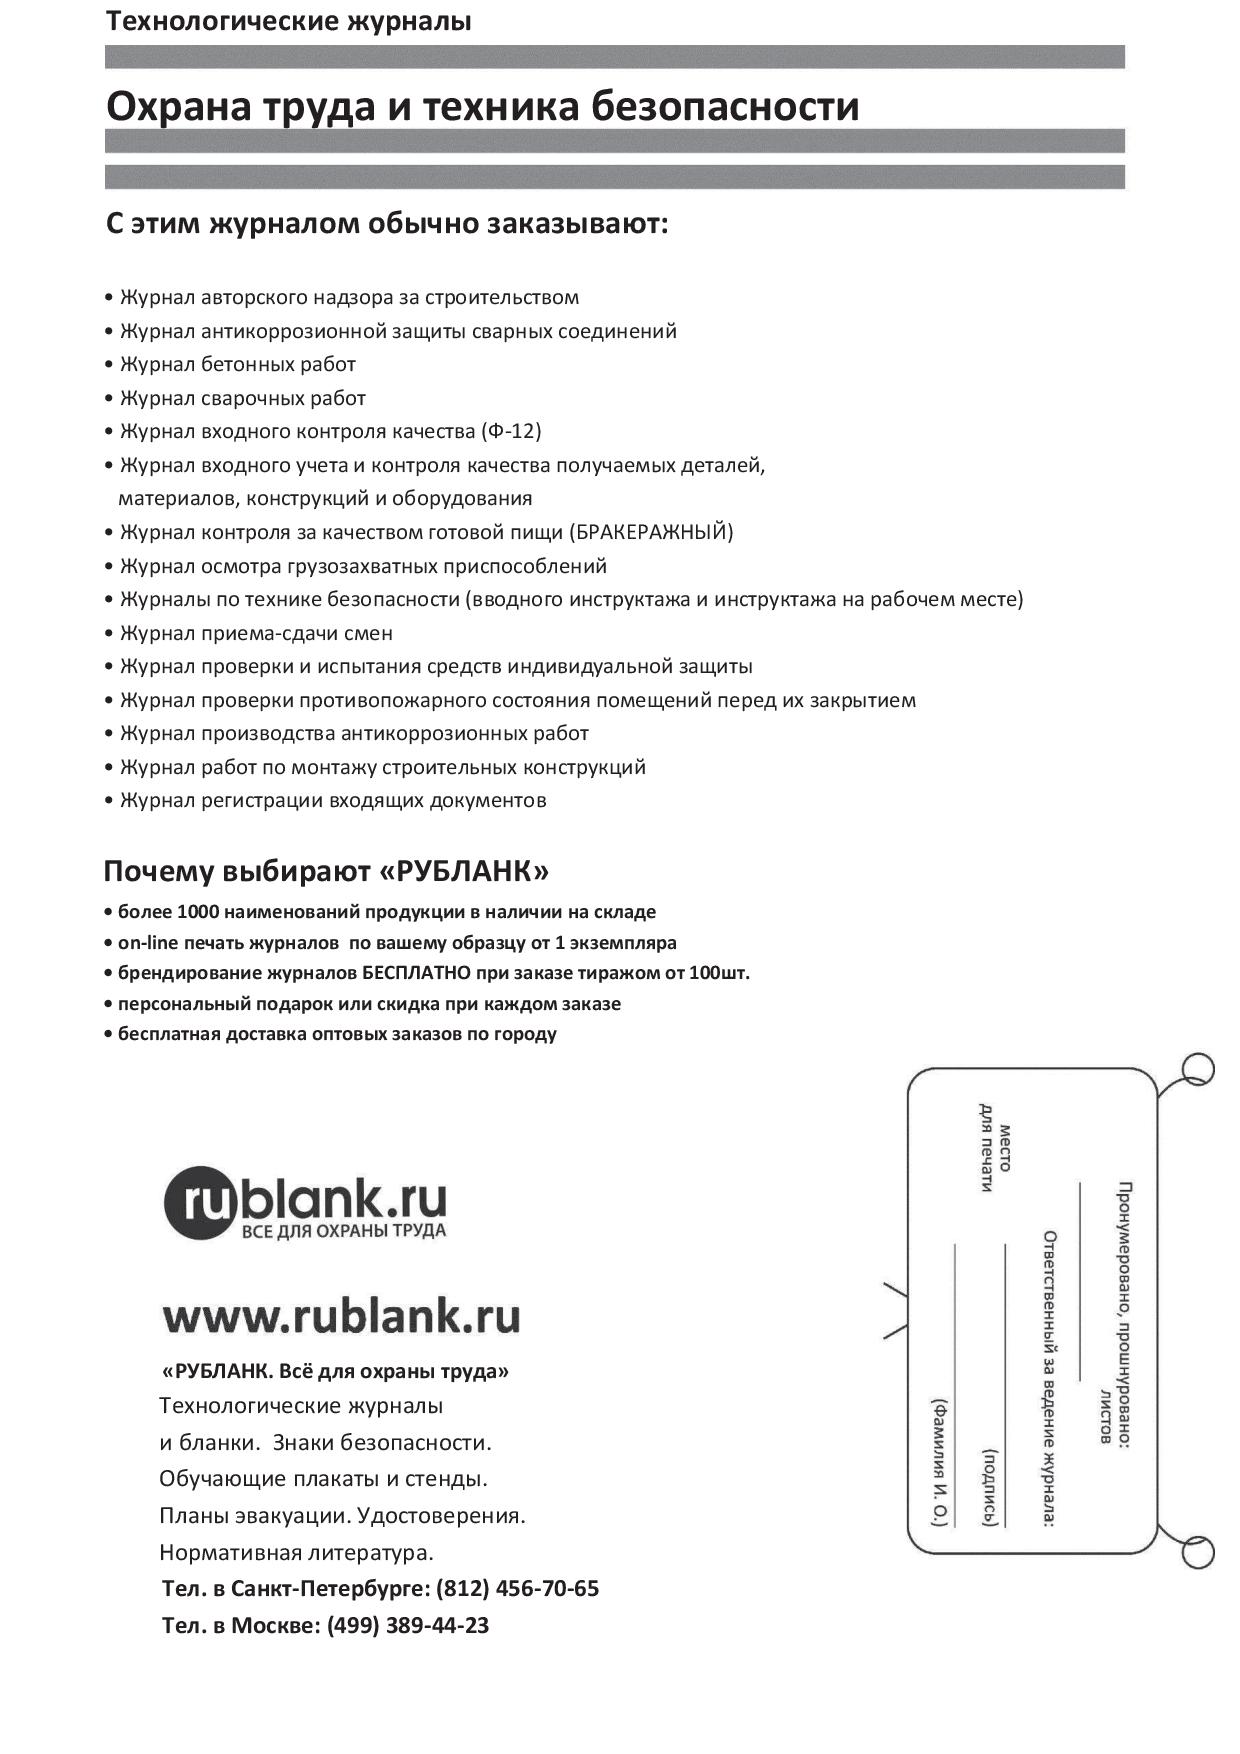 Технологические журналы
Охрана труда и техника безопасности
С этим журналом обычно заказывают:
• Журнал авторского надзора за строительством
• Журнал антикоррозионной защиты сварных соединений
• Журнал бетонных работ
• Журнал сварочных работ
• Журнал входного контроля качества (Ф-12)
• Журнал входного учета и контроля качества получаемых деталей,
материалов, конструкций и оборудования
• Журнал контроля за качеством готовой пищи (БРАКЕРАЖНЫЙ)
• Журнал осмотра грузозахватных приспособлений
• Журналы по технике безопасности (вводного инструктажа и инструктажа на рабочем месте)
• Журнал приема-сдачи смен
• Журнал проверки и испытания средств индивидуальной защиты
• Журнал проверки противопожарного состояния помещений перед их закрытием
• Журнал производства антикоррозионных работ
• Журнал работ по монтажу строительных конструкций
• Журнал регистрации входящих документов
Почему выбирают «РУБЛАНК»
• более 1000 наименований продукции в наличии на складе
• on-line печать журналов по вашему образцу от 1 экземпляра
• брендирование журналов БЕСПЛАТНО при заказе тиражом от 100шт.
• персональный подарок или скидка при каждом заказе
• бесплатная доставка оптовых заказов по городу
rublank.ru
ВСЕ ДЛЯ ОХРАНЫ ТРУДА
www.rublank.ru
«РУБЛАНК. Всё для охраны труда»
Технологические журналы
и бланки. Знаки безопасности.
Обучающие плакаты и стенды.
Планы эвакуации. Удостоверения.
Нормативная литература.
Тел. в Санкт-Петербурге: (812) 456-70-65
Тел. в Москве: (499) 389-44-23
Пронумеровано, прошнуровано:
листов
Ответственный за ведение журнала:
место
для печати
(подпись)
(Фамилия И. О.)